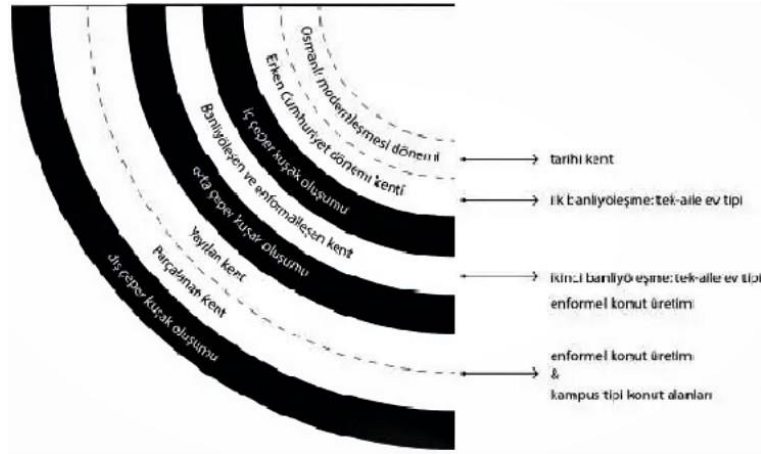 Osmanlı modernleşmesi dönemi
Erken Cumhuriyet dönemi kenti
iç çeper kuşak oluşumu
Banliyöleşen ve enformelleşen kent
orta çeper kuşak oluşumu
Yayılan kent
Parçalanan kent
dış çeper kuşak oluşumu
tarihi kent
ilk banliyöleşme: tek-aile ev tipi
ikinci banliyöleşme: tek-aile ev tipi
enformel konut üretimi
enformel konut üretimi
&
kampus tipi konut alanları